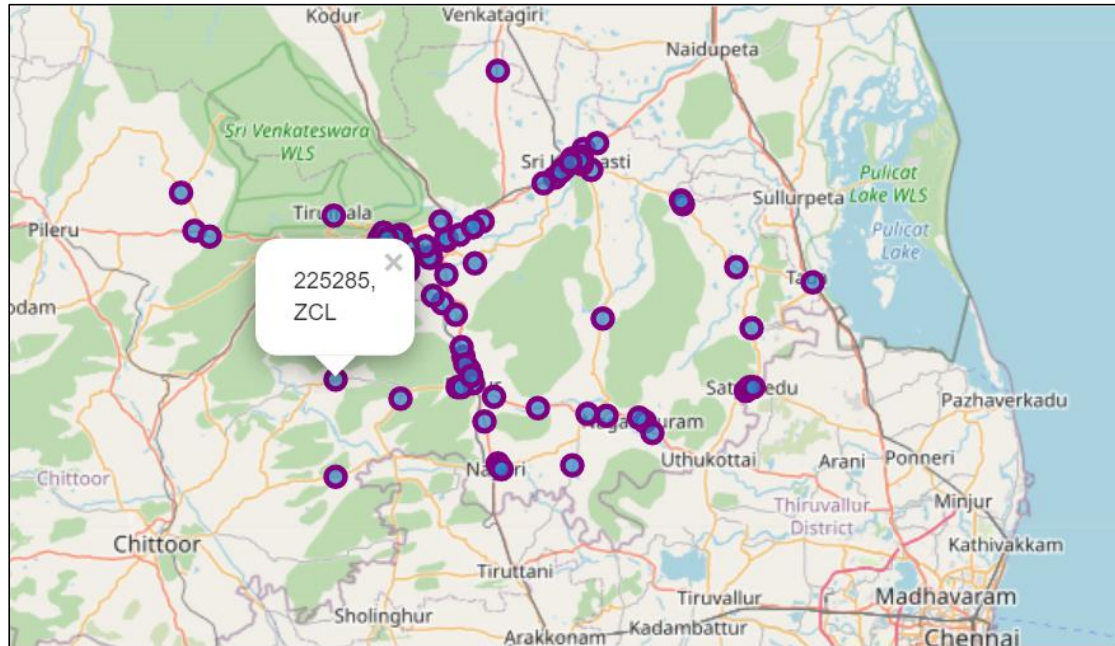 Kodur
Venkatagiri
Naidupeta
Sri Venkateswara
WLS
Sullurpeta
Pulicat
Lake WLS
Pulicat
Lake
Pileru
×
225285,
ZCL
Pazhaverkadu
Uthukottai
Arani
Ponneri
Chittoor
Thiruvallur
District
Minjur
Chittoor
Kathivakkam
Tiruttani
Tiruvallur
Madhavaram
Sholinghur
Kadambattur
Arakkonam
Chennai